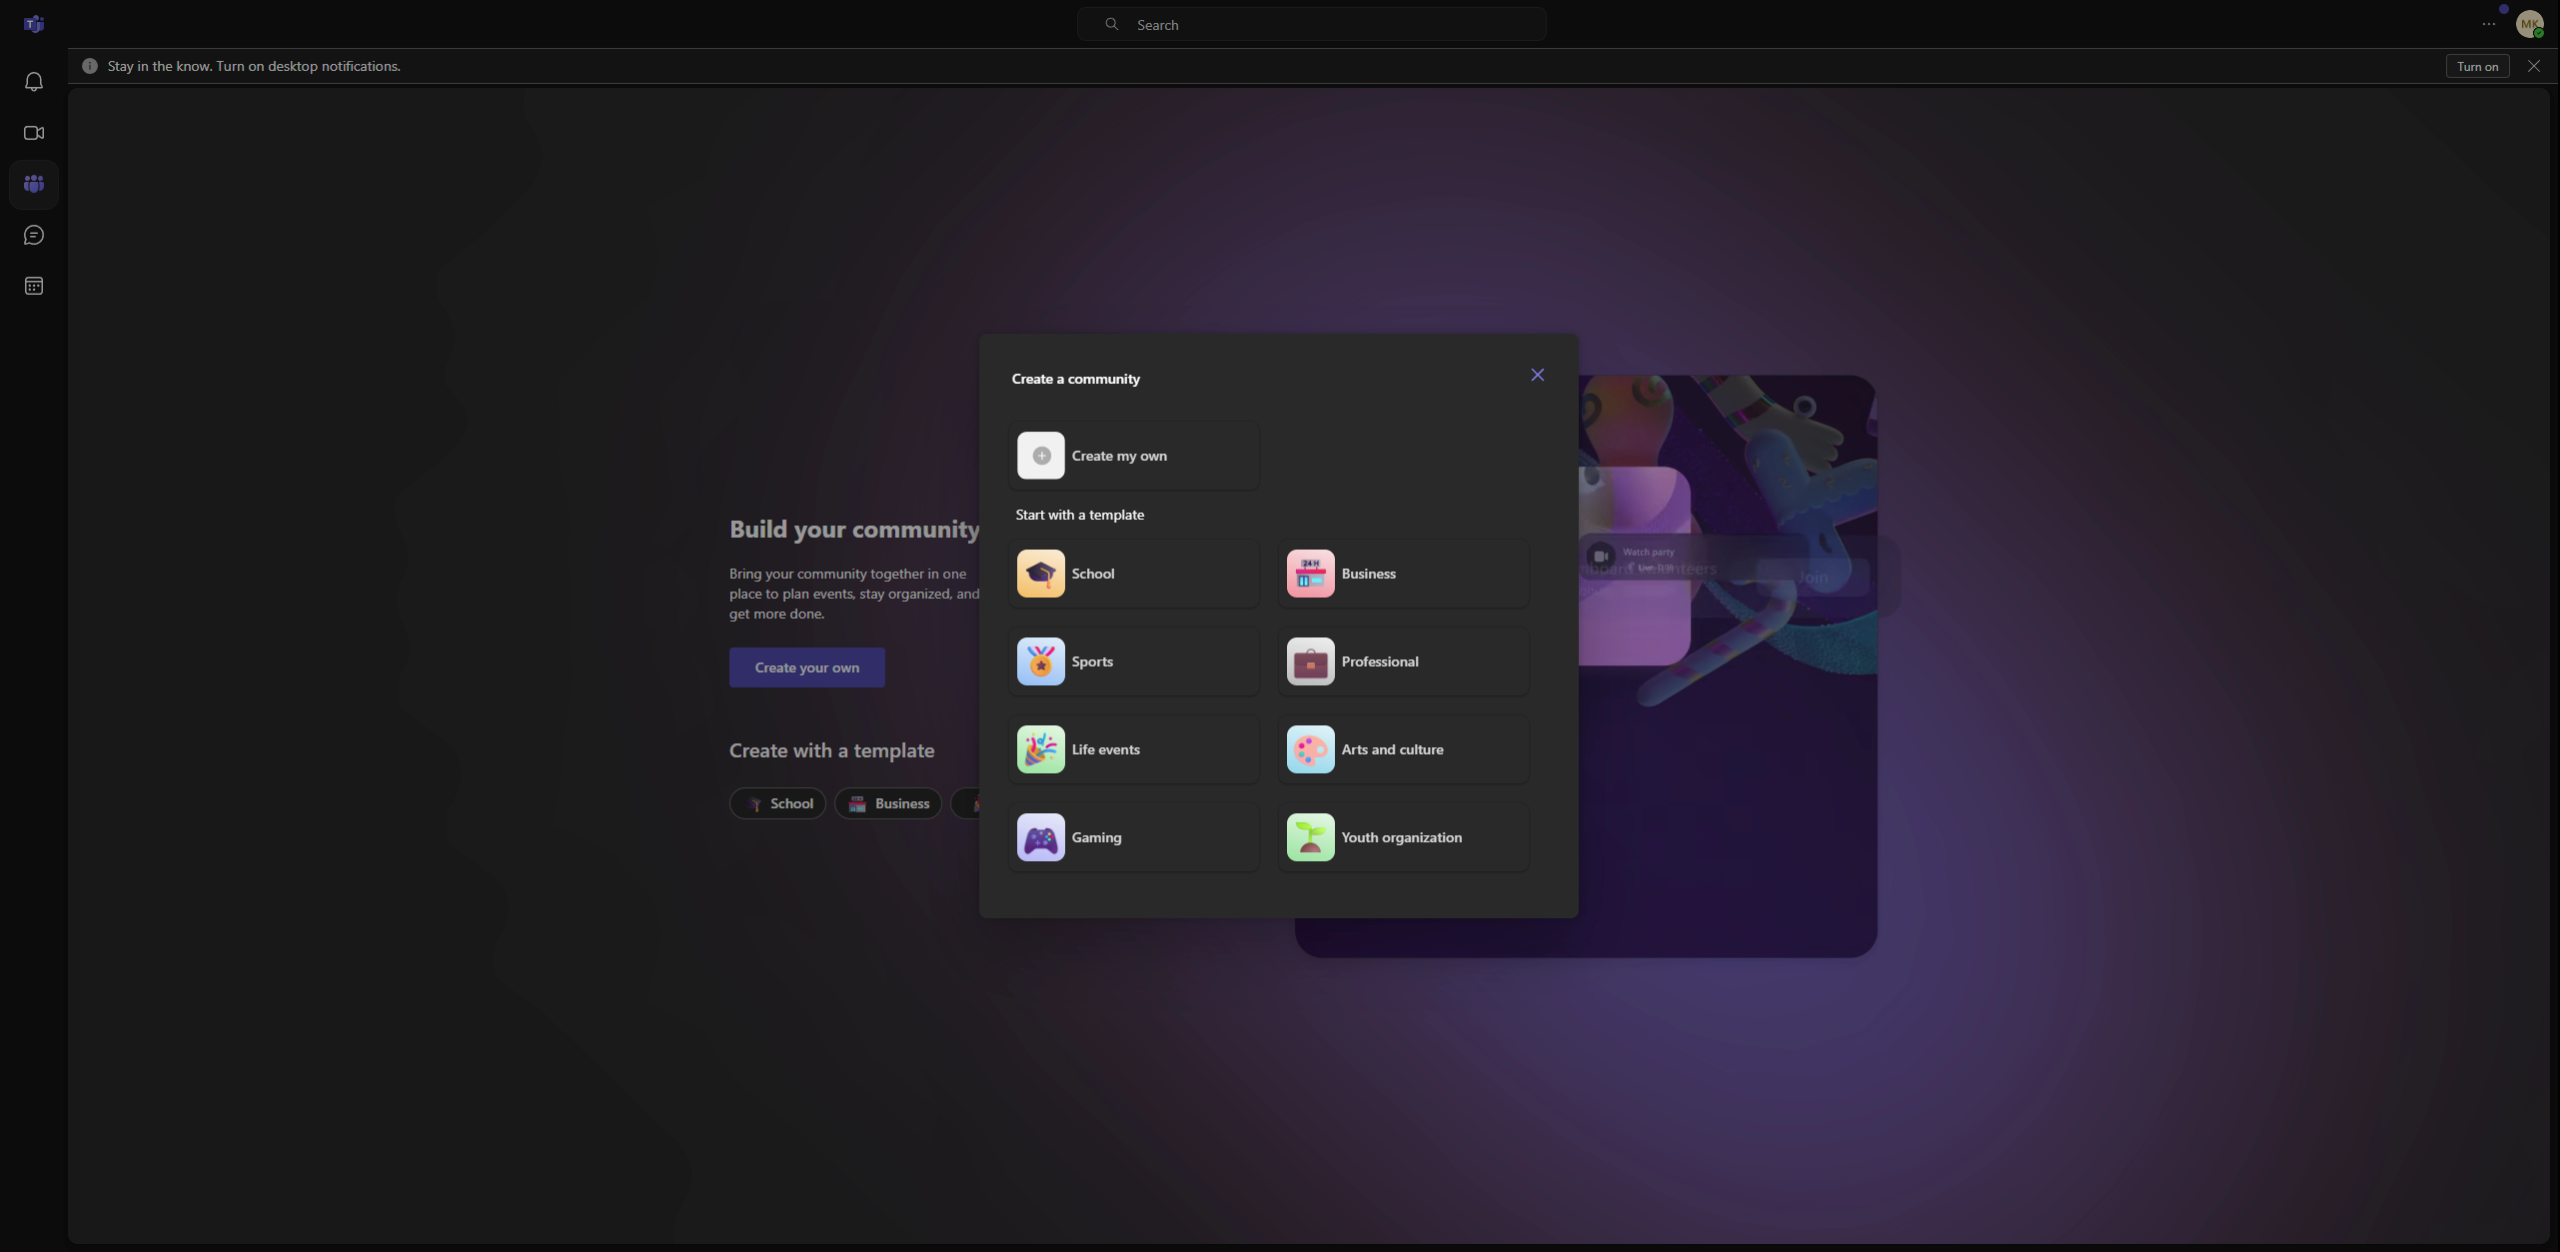 Search
MK
Stay in the know. Turn on desktop notifications.
Turn on
Create a community
Create my own
Start with a template
School
Business
Sports
Professional
Life events
Arts and culture
Gaming
Youth organization
Build your community
Bring your community together in one
place to plan events, stay organized, and
get more done.
Create your own
Create with a template
School
Business
Watch party
Join